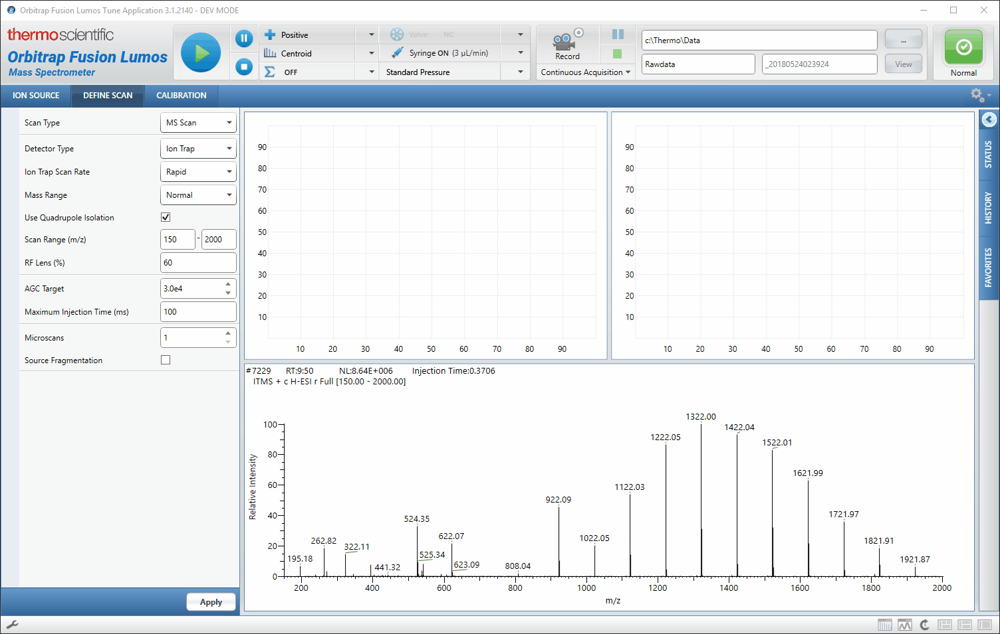 Orbitrap Fusion Lumos Tune Application 3.1.2140 - DEV MODE
thermo scientific
Orbitrap Fusion Lumos
Mass Spectrometer
Positive
Centroid
OFF
Valve NC
Syringe ON (3 µL/min)
Standard Pressure
Record
Continuous Acquisition
c:\Thermo\Data
...
Rawdata
_20180524023924
View
Normal
ION SOURCE
DEFINE SCAN
CALIBRATION
Scan Type
MS Scan
Detector Type
Ion Trap
Ion Trap Scan Rate
Rapid
Mass Range
Normal
Use Quadrupole Isolation
Scan Range (m/z)
150 - 2000
RF Lens (%)
60
AGC Target
3.0e4
Maximum Injection Time (ms)
100
Microscans
1
Source Fragmentation
Apply
90
80
70
60
50
40
30
20
10
10 20 30 40 50 60 70 80 90
90
80
70
60
50
40
30
20
10
10 20 30 40 50 60 70 80 90
STATUS
HISTORY
FAVORITES
#7229 RT:9:50 NL:8.64E+006 Injection Time:0.3706
ITMS + c H-ESI r Full [150.00 - 2000.00]
Relative Intensity
100
80
60
40
20
0
195.18
262.82
322.11
441.32
524.35
525.34
622.07
623.09
808.04
922.09
1022.05
1122.03
1222.05
1322.00
1422.04
1522.01
1621.99
1721.97
1821.91
1921.87
200 400 600 800 1000 1200 1400 1600 1800 2000
m/z